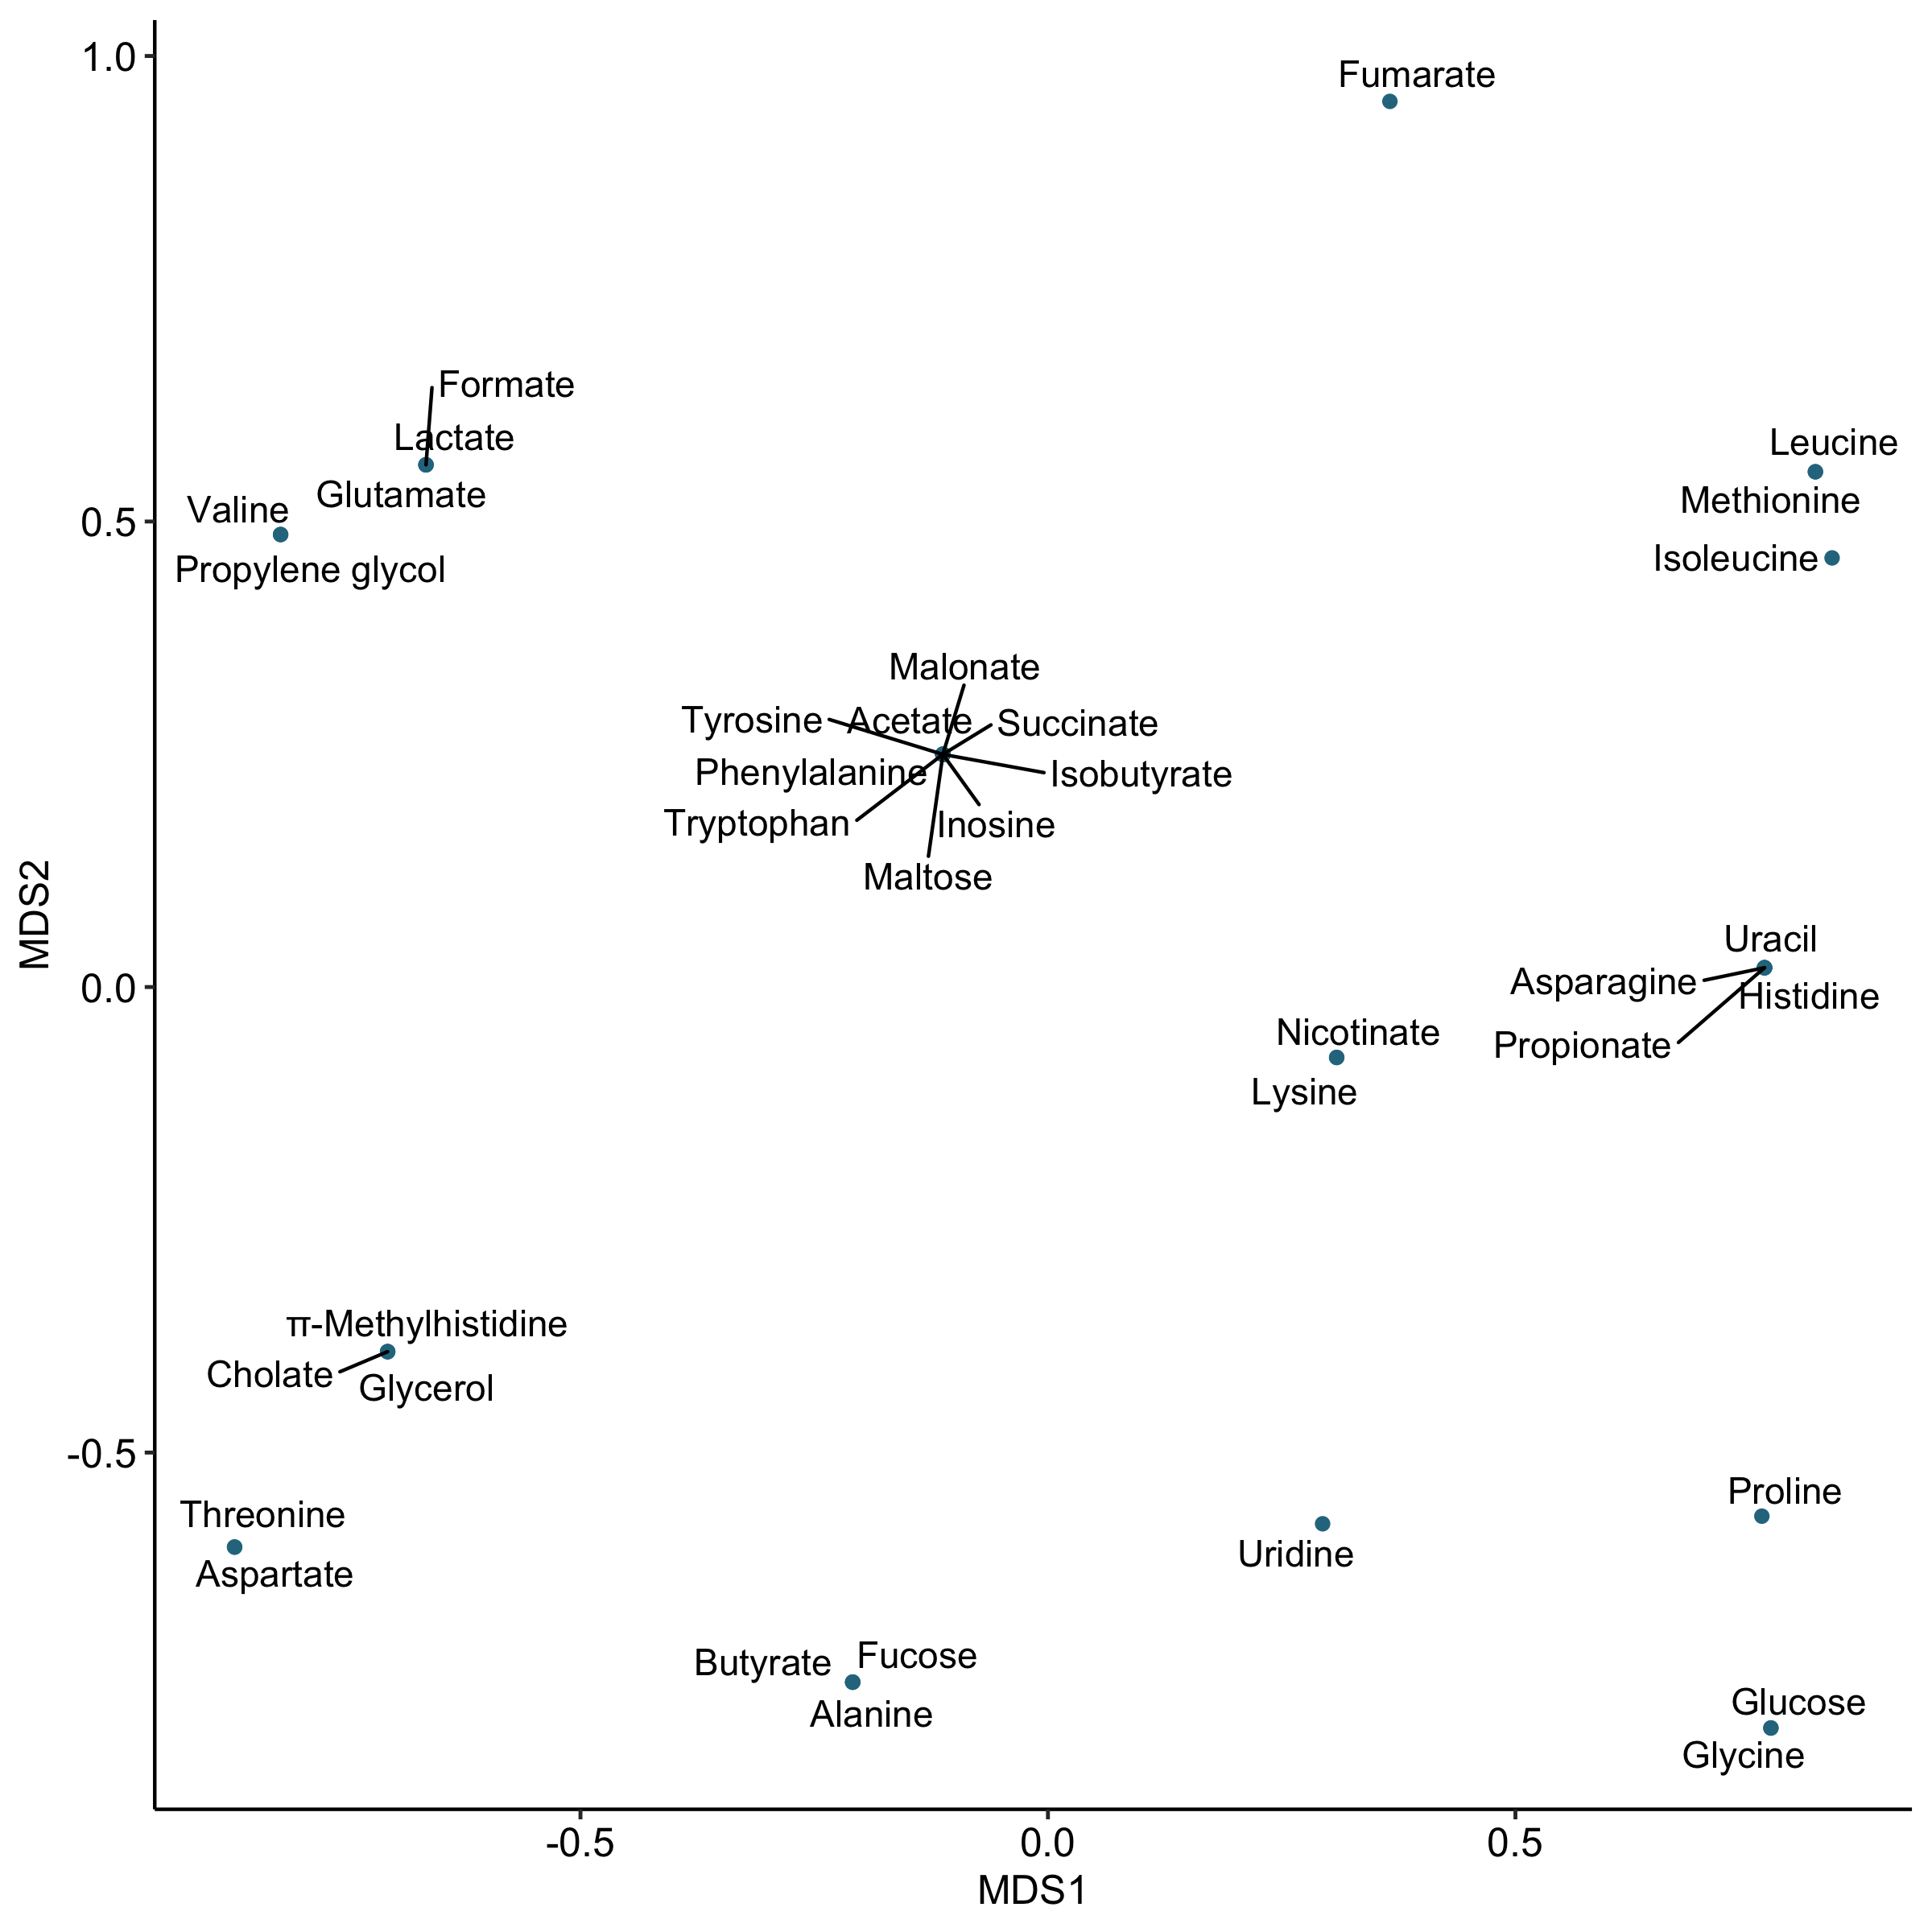 1.0
Fumarate
Formate
Lactate
Glutamate
Valine
Propylene glycol
0.5
Leucine
Methionine
Isoleucine
Malonate
Tyrosine
Acetate
Succinate
Phenylalanine
Isobutyrate
Tryptophan
Inosine
Maltose
MDS2
Uracil
Asparagine
Histidine
Propionate
0.0
Nicotinate
Lysine
π-Methylhistidine
Cholate
Glycerol
-0.5
Threonine
Aspartate
Proline
Uridine
Butyrate
Fucose
Alanine
Glucose
Glycine
-0.5
0.0
0.5
MDS1